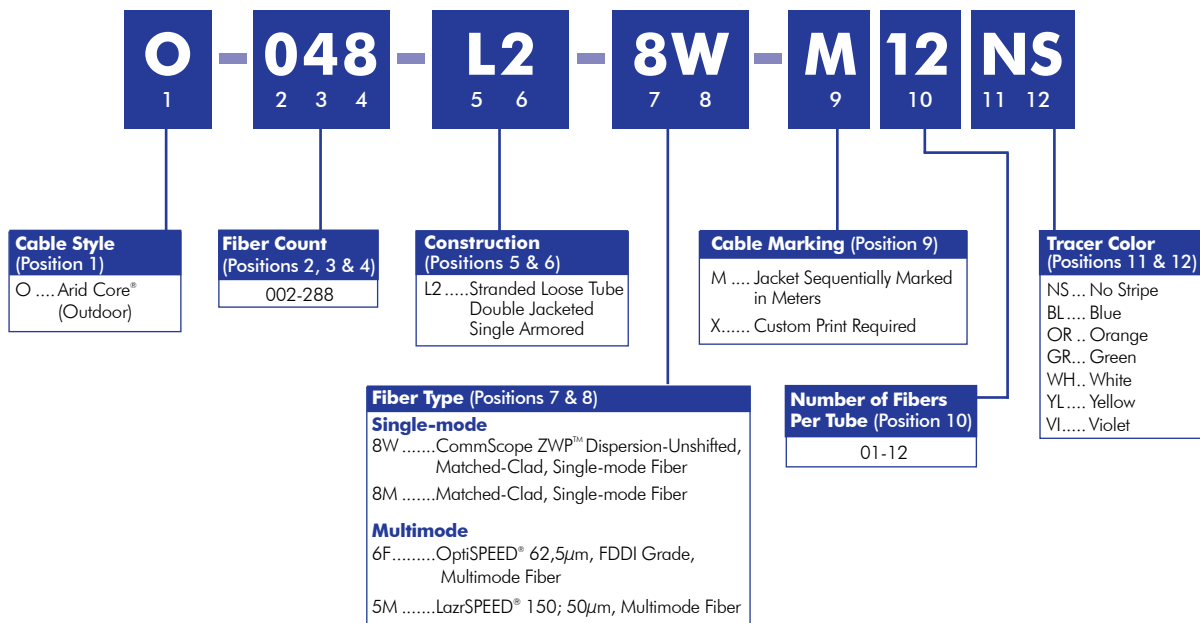 O - 048 - L2 - 8W - M 12 NS
1 2 3 4 5 6 7 8 9 10 11 12
Cable Style
(Position 1)
O .... Arid Core®
(Outdoor)
Fiber Count
(Positions 2, 3 & 4)
002-288
Construction
(Positions 5 & 6)
L2 .....Stranded Loose Tube
Double Jacketed
Single Armored
Cable Marking (Position 9)
M .... Jacket Sequentially Marked
in Meters
X...... Custom Print Required
Tracer Color
(Positions 11 & 12)
NS... No Stripe
BL.... Blue
OR .. Orange
GR... Green
WH.. White
YL.... Yellow
VI..... Violet
Fiber Type (Positions 7 & 8)
Single-mode
8W .......CommScope ZWP™ Dispersion-Unshifted,
Matched-Clad, Single-mode Fiber
8M .......Matched-Clad, Single-mode Fiber
Multimode
6F.........OptiSPEED® 62,5µm, FDDI Grade,
Multimode Fiber
5M .......LazrSPEED® 150; 50µm, Multimode Fiber
Number of Fibers
Per Tube (Position 10)
01-12